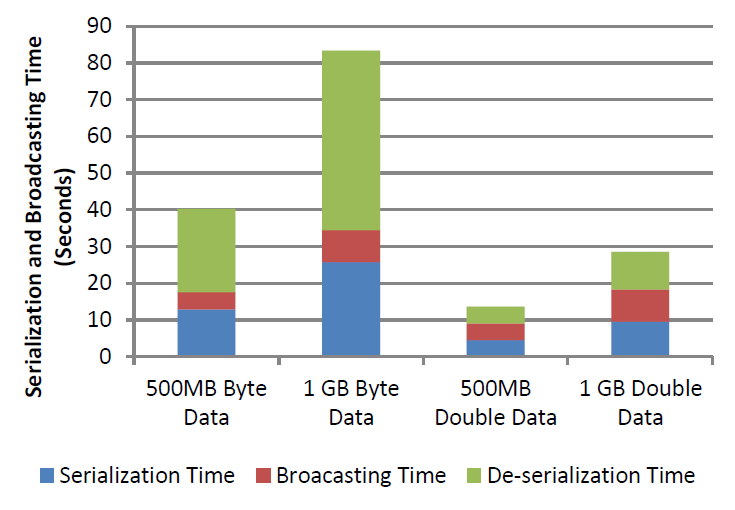 Serialization and Broadcasting Time
(Seconds)
90
80
70
60
50
40
30
20
10
0
500MB Byte
Data
1 GB Byte
Data
500MB
Double Data
1 GB Double
Data
Serialization Time
Broacasting Time
De-serialization Time